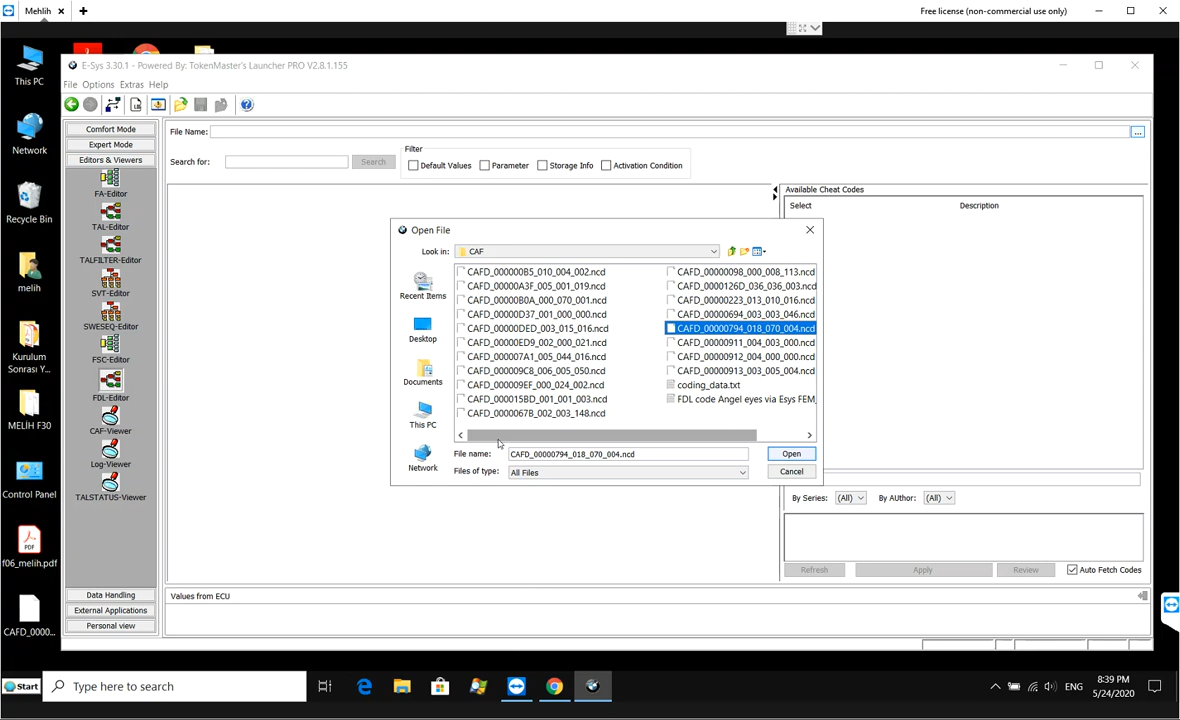 Mehlih
Free license (non-commercial use only)
This PC
Network
Recycle Bin
melih
Kurulum
Sonrası Y...
MELİH F30
Control Panel
PDF
f06_melih.pdf
CAFD_0000...
E-Sys 3.30.1 - Powered By: TokenMaster's Launcher PRO V2.8.1.155
File Options Extras Help
Comfort Mode
Expert Mode
Editors & Viewers
FA-Editor
TAL-Editor
TALFILTER-Editor
SVT-Editor
SWESEQ-Editor
FSC-Editor
FDL-Editor
CAF-Viewer
Log-Viewer
TALSTATUS-Viewer
Data Handling
External Applications
Personal view
File Name:
...
Search for:
Search
Filter
Default Values
Parameter
Storage Info
Activation Condition
Available Cheat Codes
Select
Description
Open File
Look in:
CAF
Recent Items
Desktop
Documents
This PC
Network
CAFD_000000B5_010_004_002.ncd
CAFD_00000A3F_005_001_019.ncd
CAFD_00000B0A_000_070_001.ncd
CAFD_00000D37_001_000_000.ncd
CAFD_00000DED_003_015_016.ncd
CAFD_00000ED9_002_000_021.ncd
CAFD_000007A1_005_044_016.ncd
CAFD_000009C8_006_005_050.ncd
CAFD_000009EF_000_024_002.ncd
CAFD_000015BD_001_001_003.ncd
CAFD_0000067B_002_003_148.ncd
CAFD_00000098_000_008_113.ncd
CAFD_0000126D_036_036_003.ncd
CAFD_00000223_013_010_016.ncd
CAFD_00000694_003_003_046.ncd
CAFD_00000794_018_070_004.ncd
CAFD_00000911_004_003_000.ncd
CAFD_00000912_004_000_000.ncd
CAFD_00000913_003_005_004.ncd
coding_data.txt
FDL code Angel eyes via Esys FEM_
File name:
CAFD_00000794_018_070_004.ncd
Open
Files of type:
All Files
Cancel
By Series:
(All)
By AUthor:
(All)
Refresh
Apply
Review
Auto Fetch Codes
Values from ECU
Start
Type here to search
ENG
8:39 PM
5/24/2020